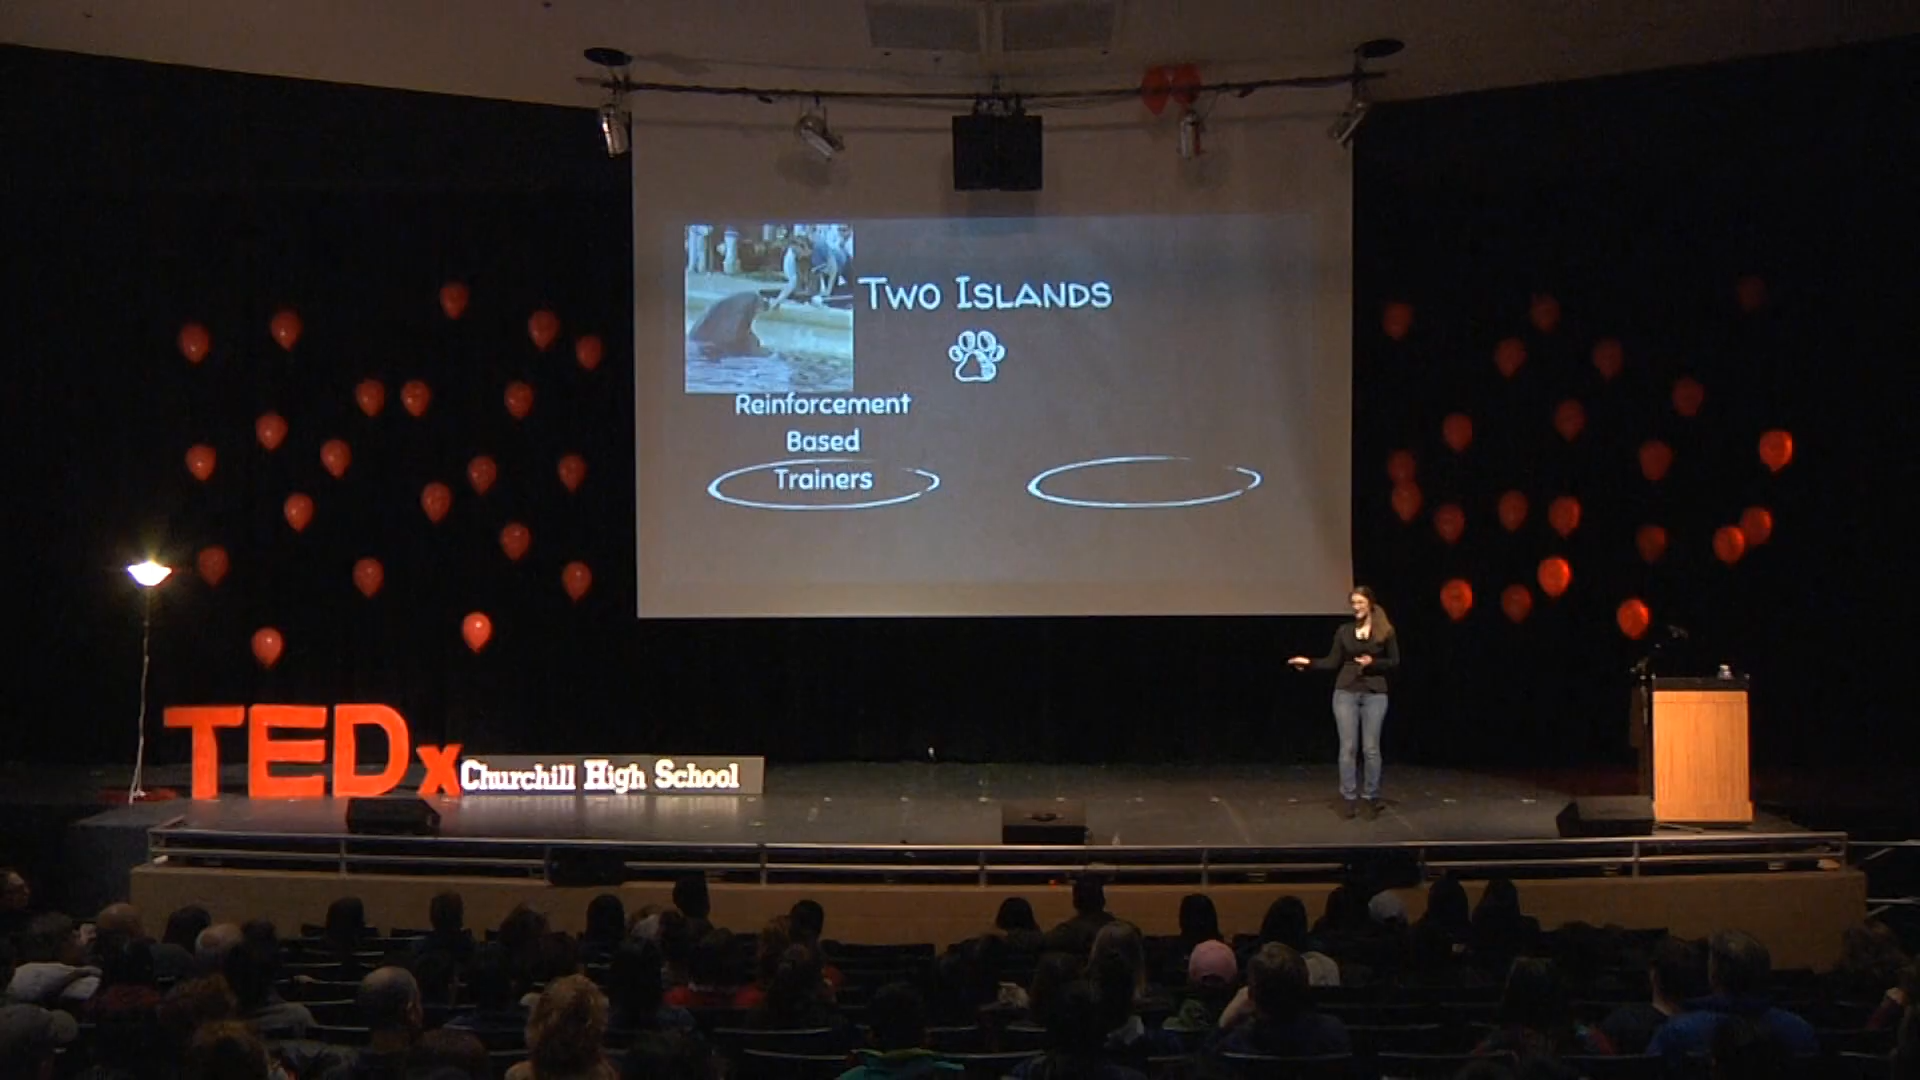 Two Islands
Reinforcement
Based
Trainers
TEDx
Churchill High School